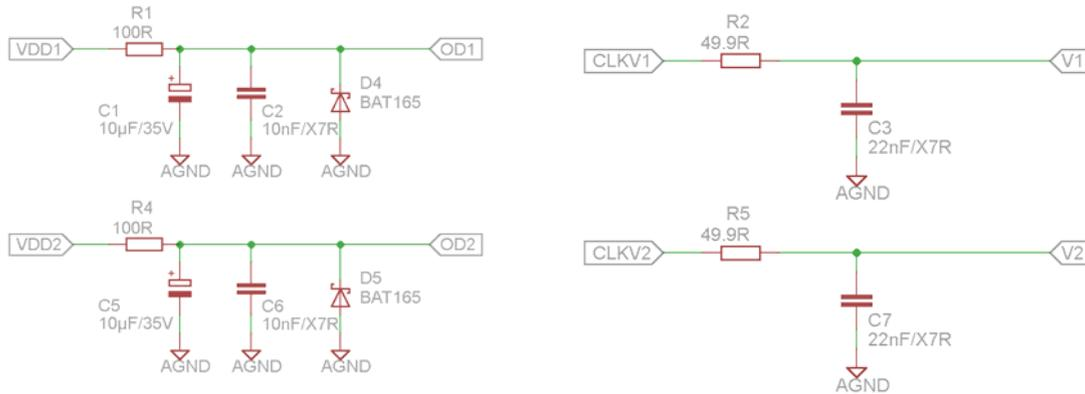 R1
100R
VDD1
OD1
+
C1
10µF/35V
C2
10nF/X7R
D4
BAT165
AGND
AGND
AGND
R2
49.9R
CLKV1
V1
C3
22nF/X7R
AGND
R4
100R
VDD2
OD2
+
C5
10µF/35V
C6
10nF/X7R
D5
BAT165
AGND
AGND
AGND
R5
49.9R
CLKV2
V2
C7
22nF/X7R
AGND